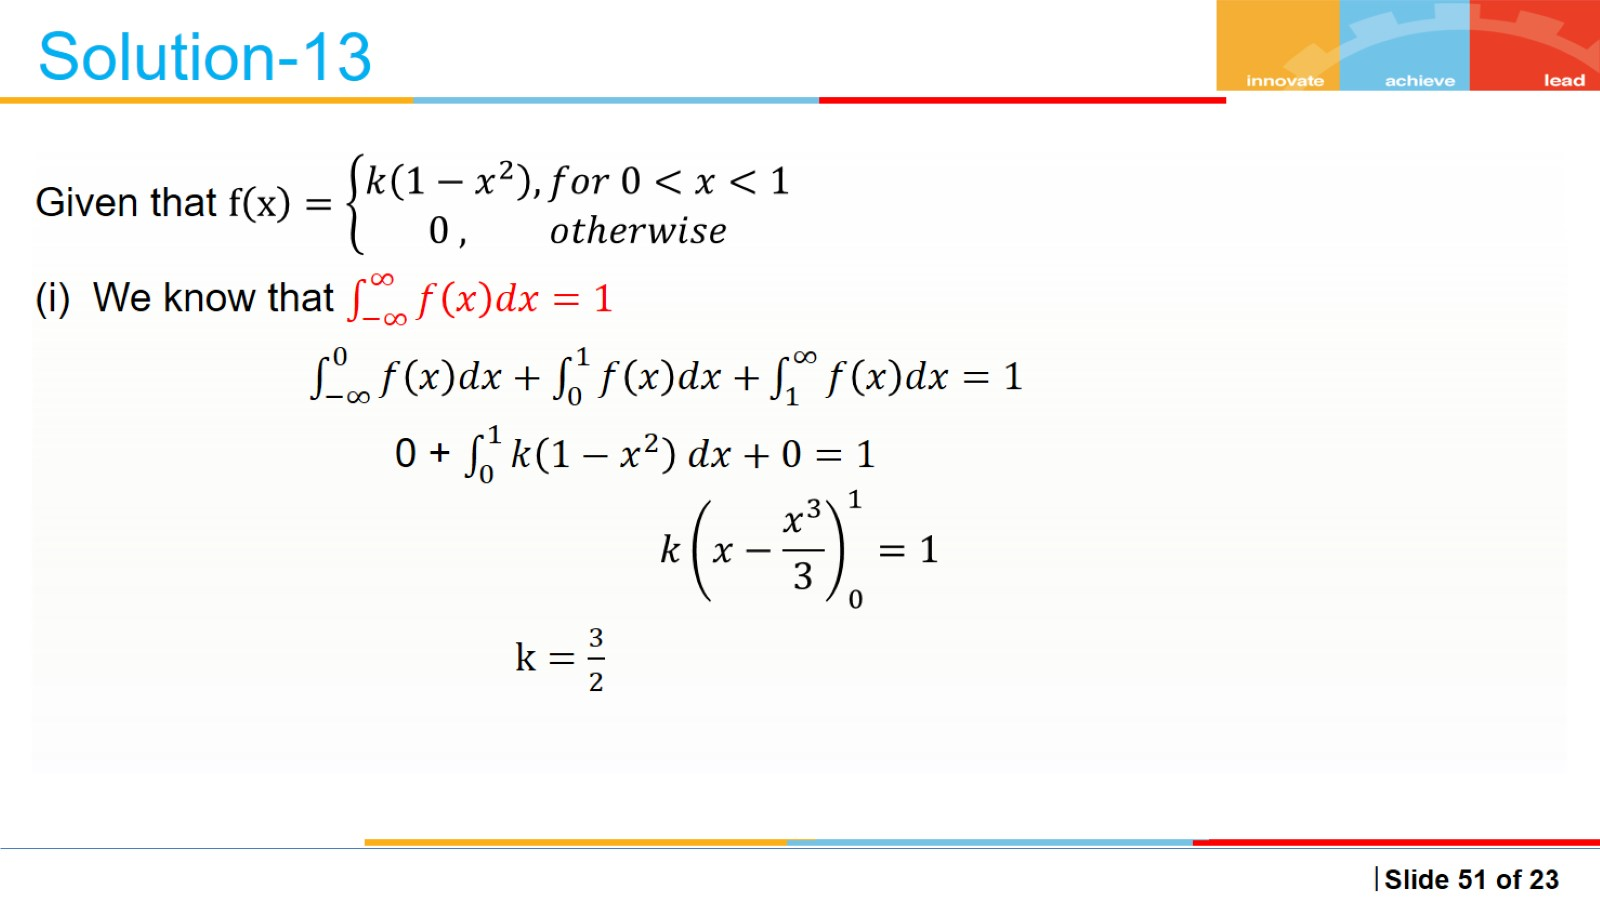 Solution-13
innovate achieve lead
Given that f(x) = {k(1 − x²), for 0 < x < 1
0 , otherwise
(i) We know that ∫_{−∞}^{∞} f(x)dx = 1
∫_{−∞}^{0} f(x)dx + ∫_{0}^{1} f(x)dx + ∫_{1}^{∞} f(x)dx = 1
0 + ∫_{0}^{1} k(1 − x²) dx + 0 = 1
k(x − x³/3)_{0}^{1} = 1
k = 3/2
|Slide 51 of 23